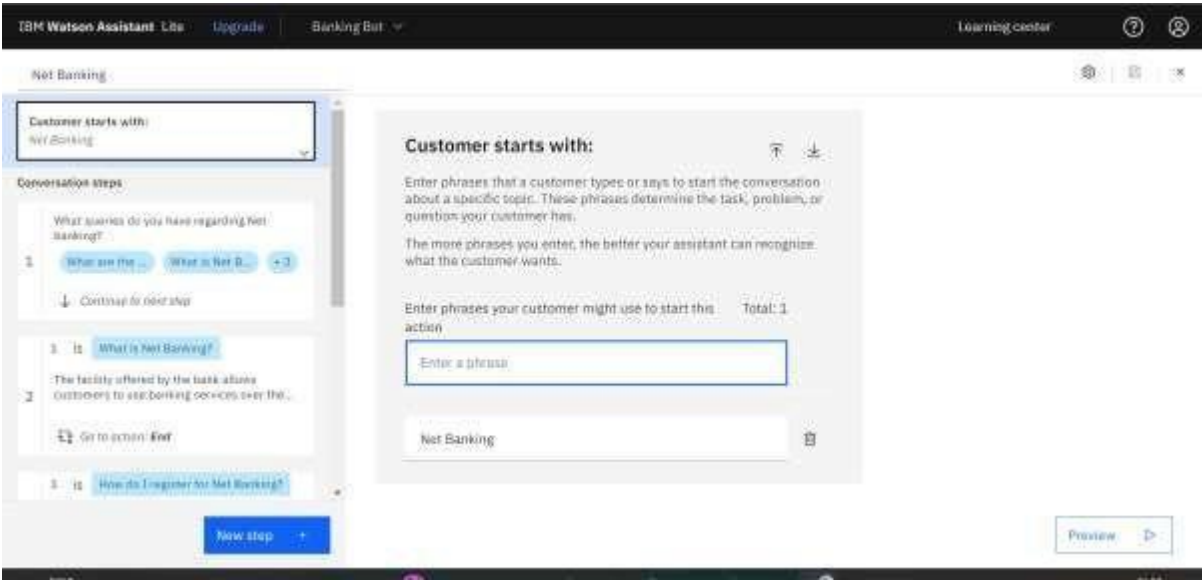 IBM Watson Assistant Lite Upgrade Banking Bot Learning center
Net Banking
Customer starts with:
Net Banking
Conversation steps
What queries do you have regarding Net
Banking?
1 What are the ... What is Net B... +3
Continue to next step
1 is What is Net Banking?
The facility offered by the bank allows
2 customers to use banking services over the...
Go to action: End
1 is How do I register for Net Banking?
New step +
Customer starts with:
Enter phrases that a customer types or says to start the conversation
about a specific topic. These phrases determine the task, problem, or
question your customer has.
The more phrases you enter, the better your assistant can recognize
what the customer wants.
Enter phrases your customer might use to start this Total: 1
action
Enter a phrase
Net Banking
Preview